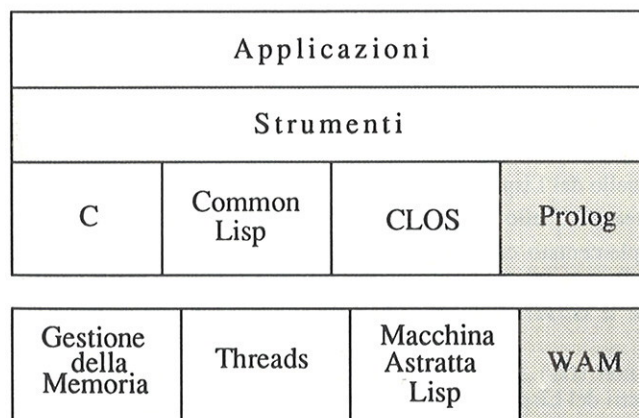 Applicazioni
Strumenti
C
Common
Lisp
CLOS
Prolog
Gestione
della
Memoria
Threads
Macchina
Astratta
Lisp
WAM